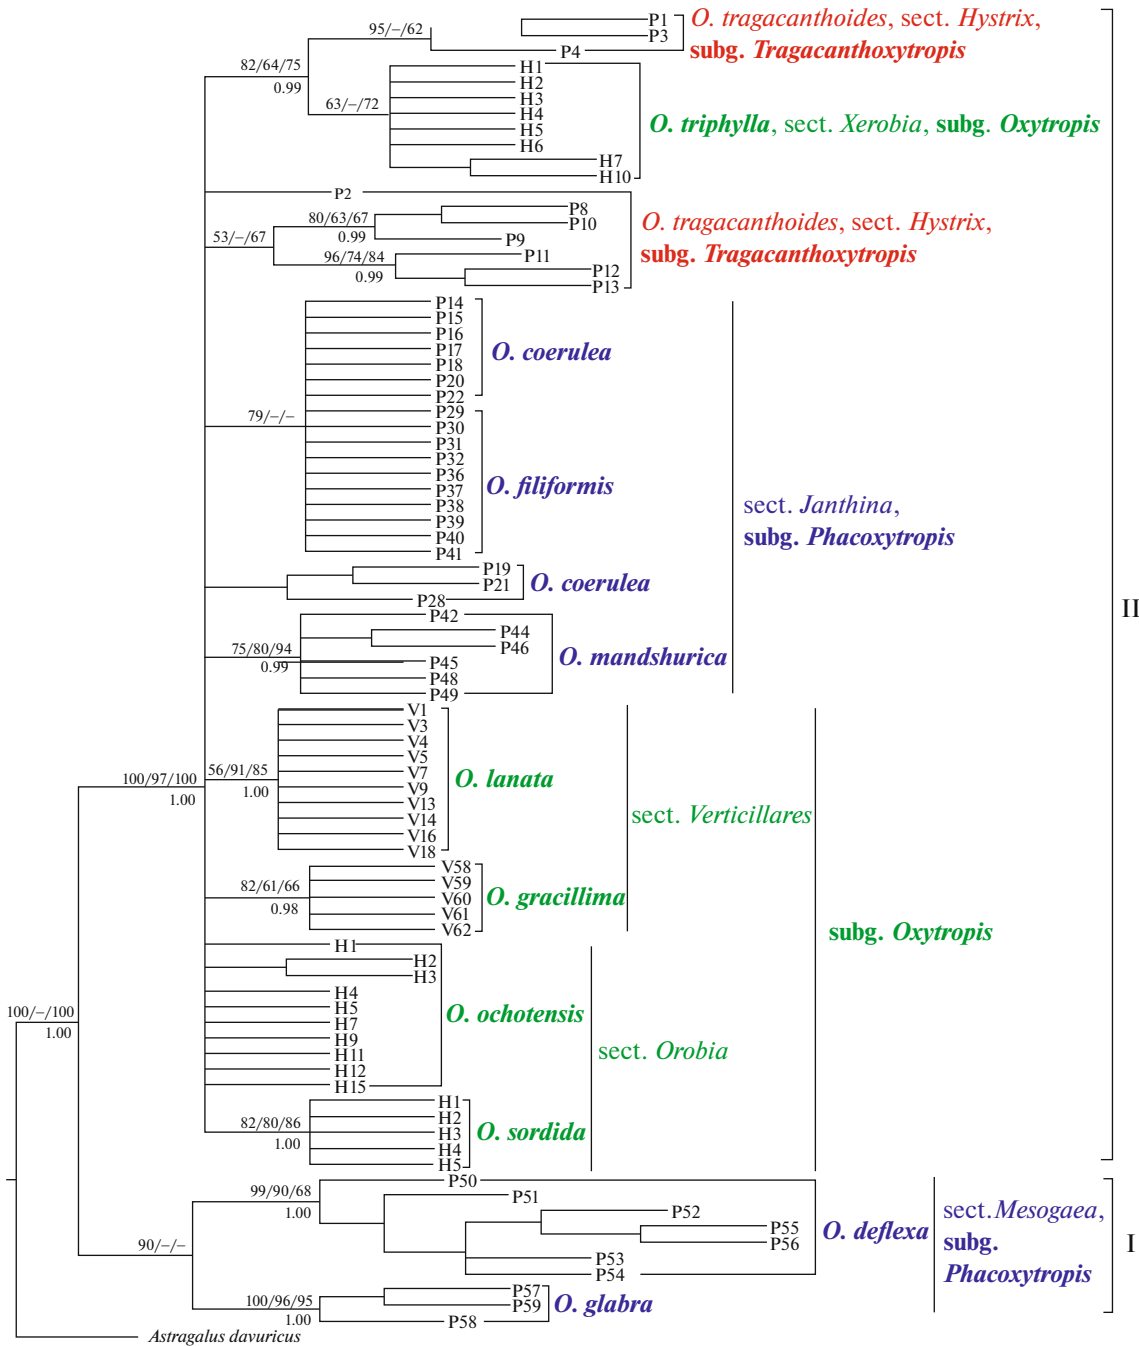 95/–/62
P1
P3
P4
O. tragacanthoides, sect. Hystrix,
subg. Tragacanthoxytropis
82/64/75
0.99
63/–/72
H1
H2
H3
H4
H5
H6
H7
H10
O. triphylla, sect. Xerobia, subg. Oxytropis
P2
53/–/67
80/63/67
0.99
P8
P10
P9
96/74/84
0.99
P11
P12
P13
O. tragacanthoides, sect. Hystrix,
subg. Tragacanthoxytropis
P14
P15
P16
P17
P18
P20
P22
O. coerulea
79/–/–
P29
P30
P31
P32
P36
P37
P38
P39
P40
P41
O. filiformis
sect. Janthina,
subg. Phacoxytropis
P19
P21
P28
O. coerulea
75/80/94
0.99
P42
P44
P46
P45
P48
P49
O. mandshurica
II
100/97/100
1.00
56/91/85
1.00
V1
V3
V4
V5
V7
V9
V13
V14
V16
V18
O. lanata
sect. Verticillares
82/61/66
0.98
V58
V59
V60
V61
V62
O. gracillima
subg. Oxytropis
H1
H2
H3
H4
H5
H7
H9
H11
H12
H15
O. ochotensis
sect. Orobia
82/80/86
1.00
H1
H2
H3
H4
H5
O. sordida
100/–/100
1.00
90/–/–
99/90/68
1.00
P50
P51
P52
P55
P56
P53
P54
O. deflexa
sect. Mesogaea,
subg.
Phacoxytropis
I
100/96/95
1.00
P57
P59
P58
O. glabra
Astragalus davuricus